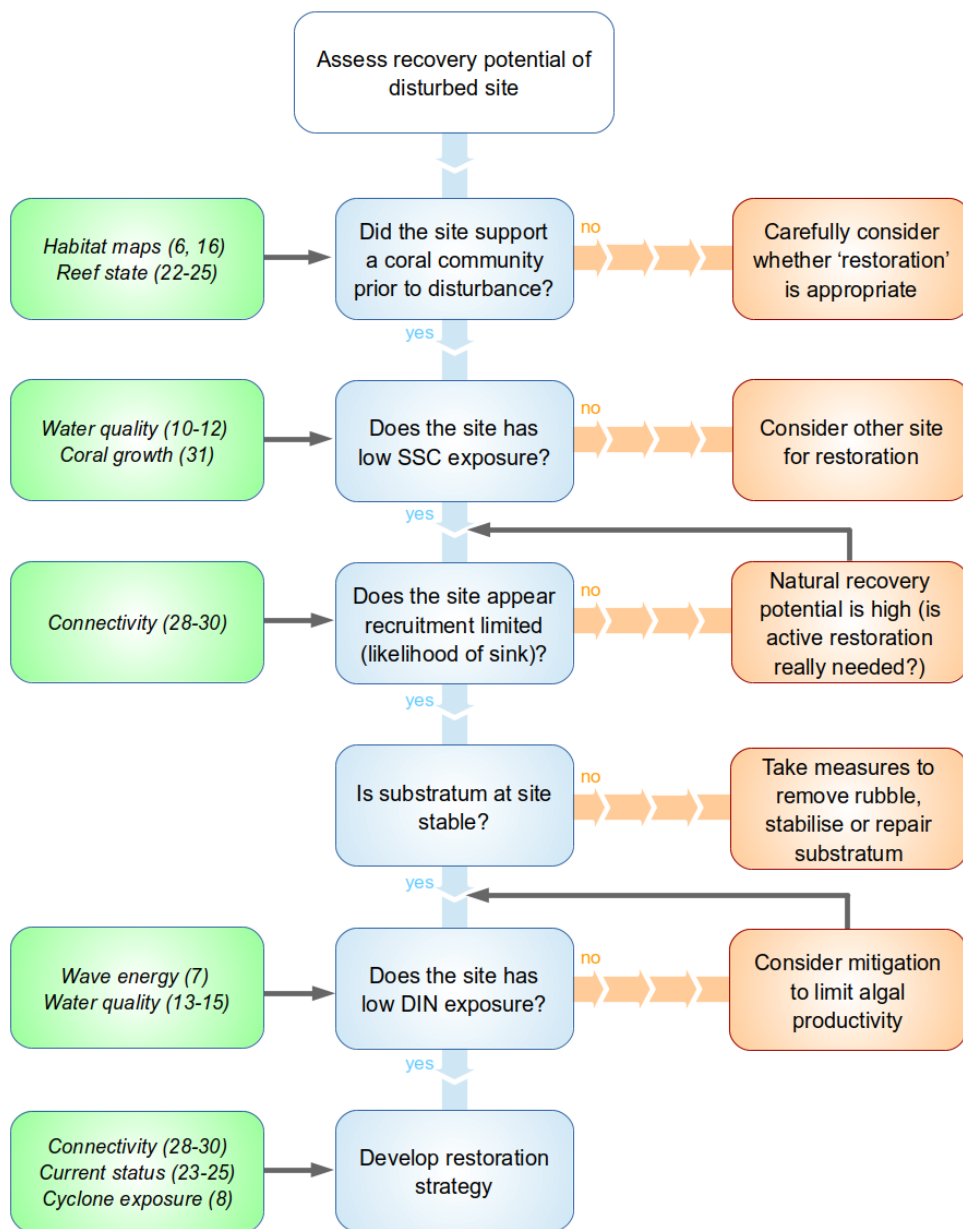 Assess recovery potential of
disturbed site
Habitat maps (6, 16)
Reef state (22-25)
Did the site support
a coral community
prior to disturbance?
no
Carefully consider
whether ‘restoration’
is appropriate
yes
Water quality (10-12)
Coral growth (31)
Does the site has
low SSC exposure?
no
Consider other site
for restoration
yes
Connectivity (28-30)
Does the site appear
recruitment limited
(likelihood of sink)?
no
Natural recovery
potential is high (is
active restoration
really needed?)
yes
Is substratum at site
stable?
no
Take measures to
remove rubble,
stabilise or repair
substratum
yes
Wave energy (7)
Water quality (13-15)
Does the site has
low DIN exposure?
no
Consider mitigation
to limit algal
productivity
yes
Connectivity (28-30)
Current status (23-25)
Cyclone exposure (8)
Develop restoration
strategy